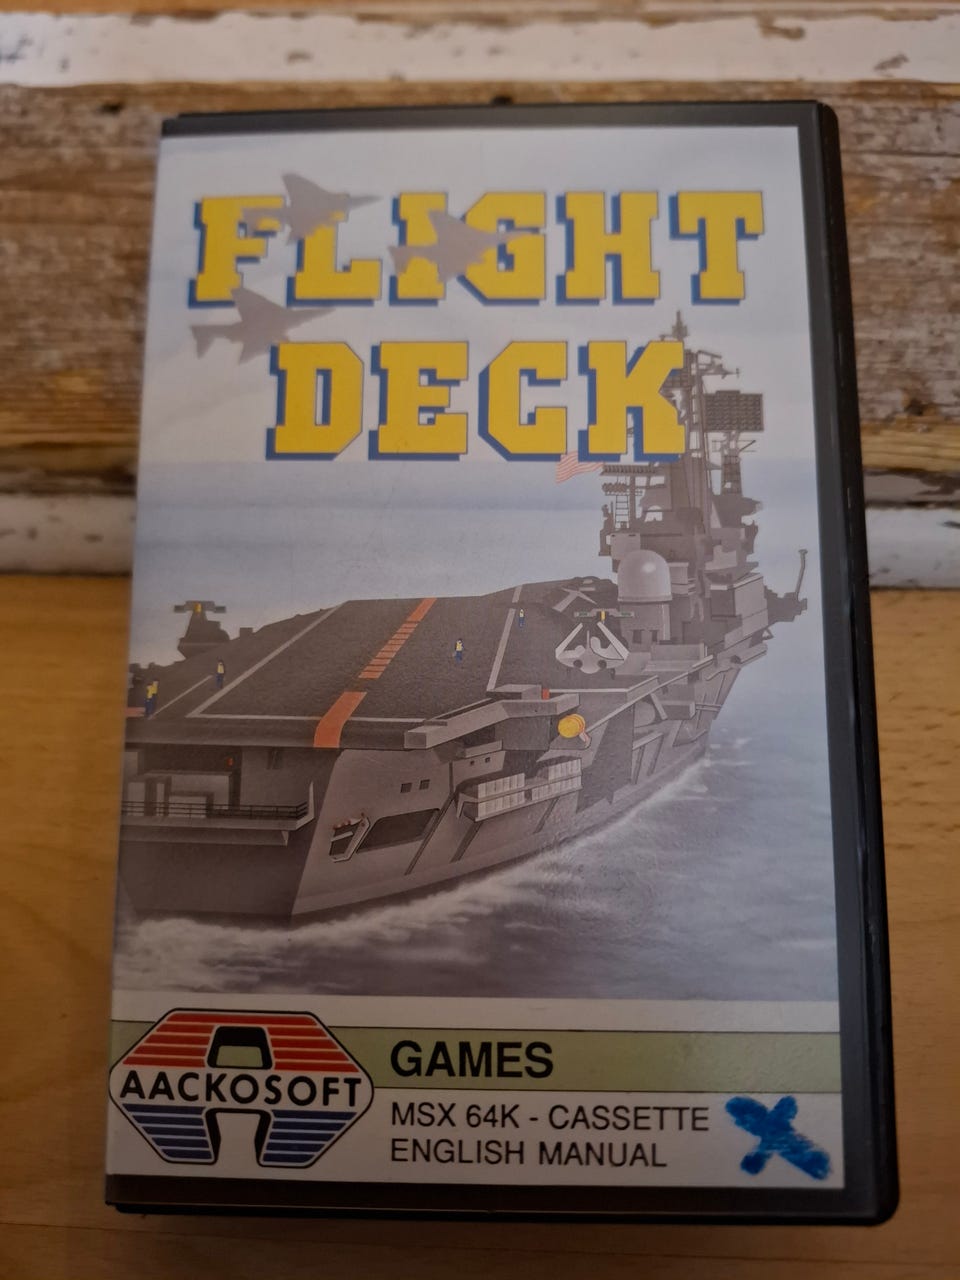 FLIGHT
DECK
AACKOSOFT
GAMES
MSX 64K - CASSETTE
ENGLISH MANUAL